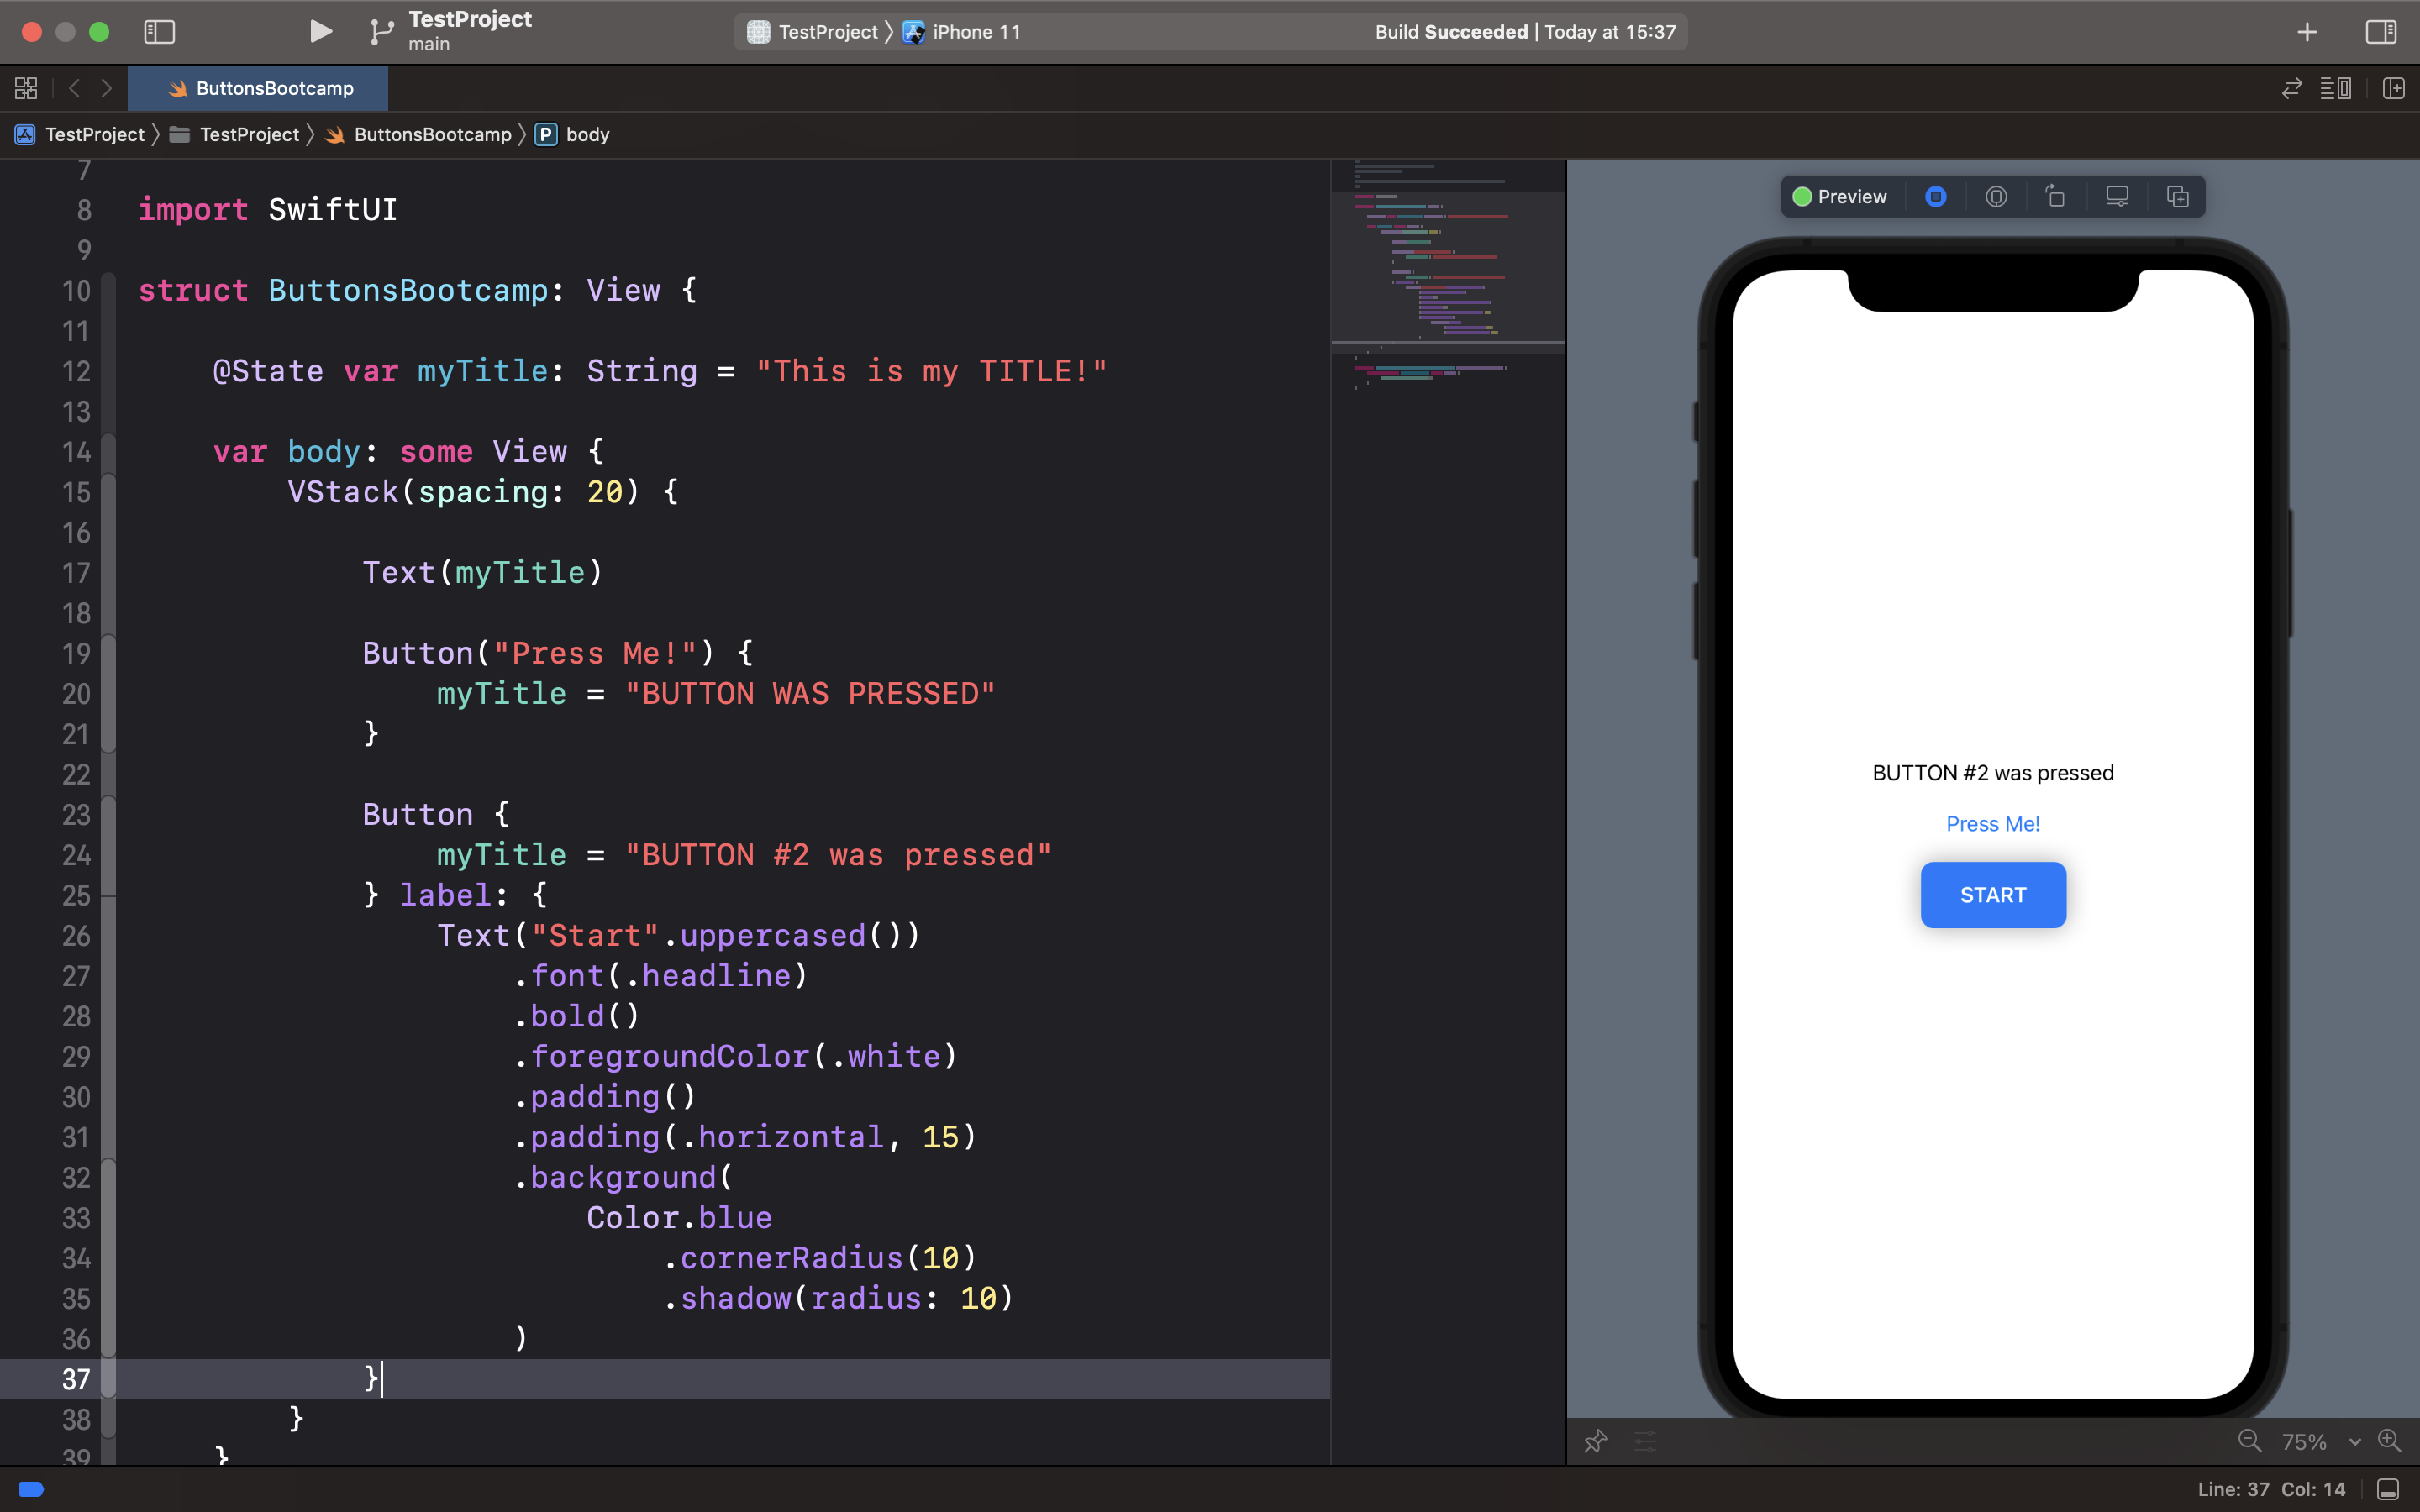 TestProject
main
TestProject 〉 iPhone 11
Build Succeeded | Today at 15:37
ButtonsBootcamp
TestProject 〉 TestProject 〉 ButtonsBootcamp 〉 P body
7
8 import SwiftUI
9
10 struct ButtonsBootcamp: View {
11
12 @State var myTitle: String = "This is my TITLE!"
13
14 var body: some View {
15 VStack(spacing: 20) {
16
17 Text(myTitle)
18
19 Button("Press Me!") {
20 myTitle = "BUTTON WAS PRESSED"
21 }
22
23 Button {
24 myTitle = "BUTTON #2 was pressed"
25 } label: {
26 Text("Start".uppercased())
27 .font(.headline)
28 .bold()
29 .foregroundColor(.white)
30 .padding()
31 .padding(.horizontal, 15)
32 .background(
33 Color.blue
34 .cornerRadius(10)
35 .shadow(radius: 10)
36 )
37 }
38 }
39 }
Preview
BUTTON #2 was pressed
Press Me!
START
75%
Line: 37 Col: 14